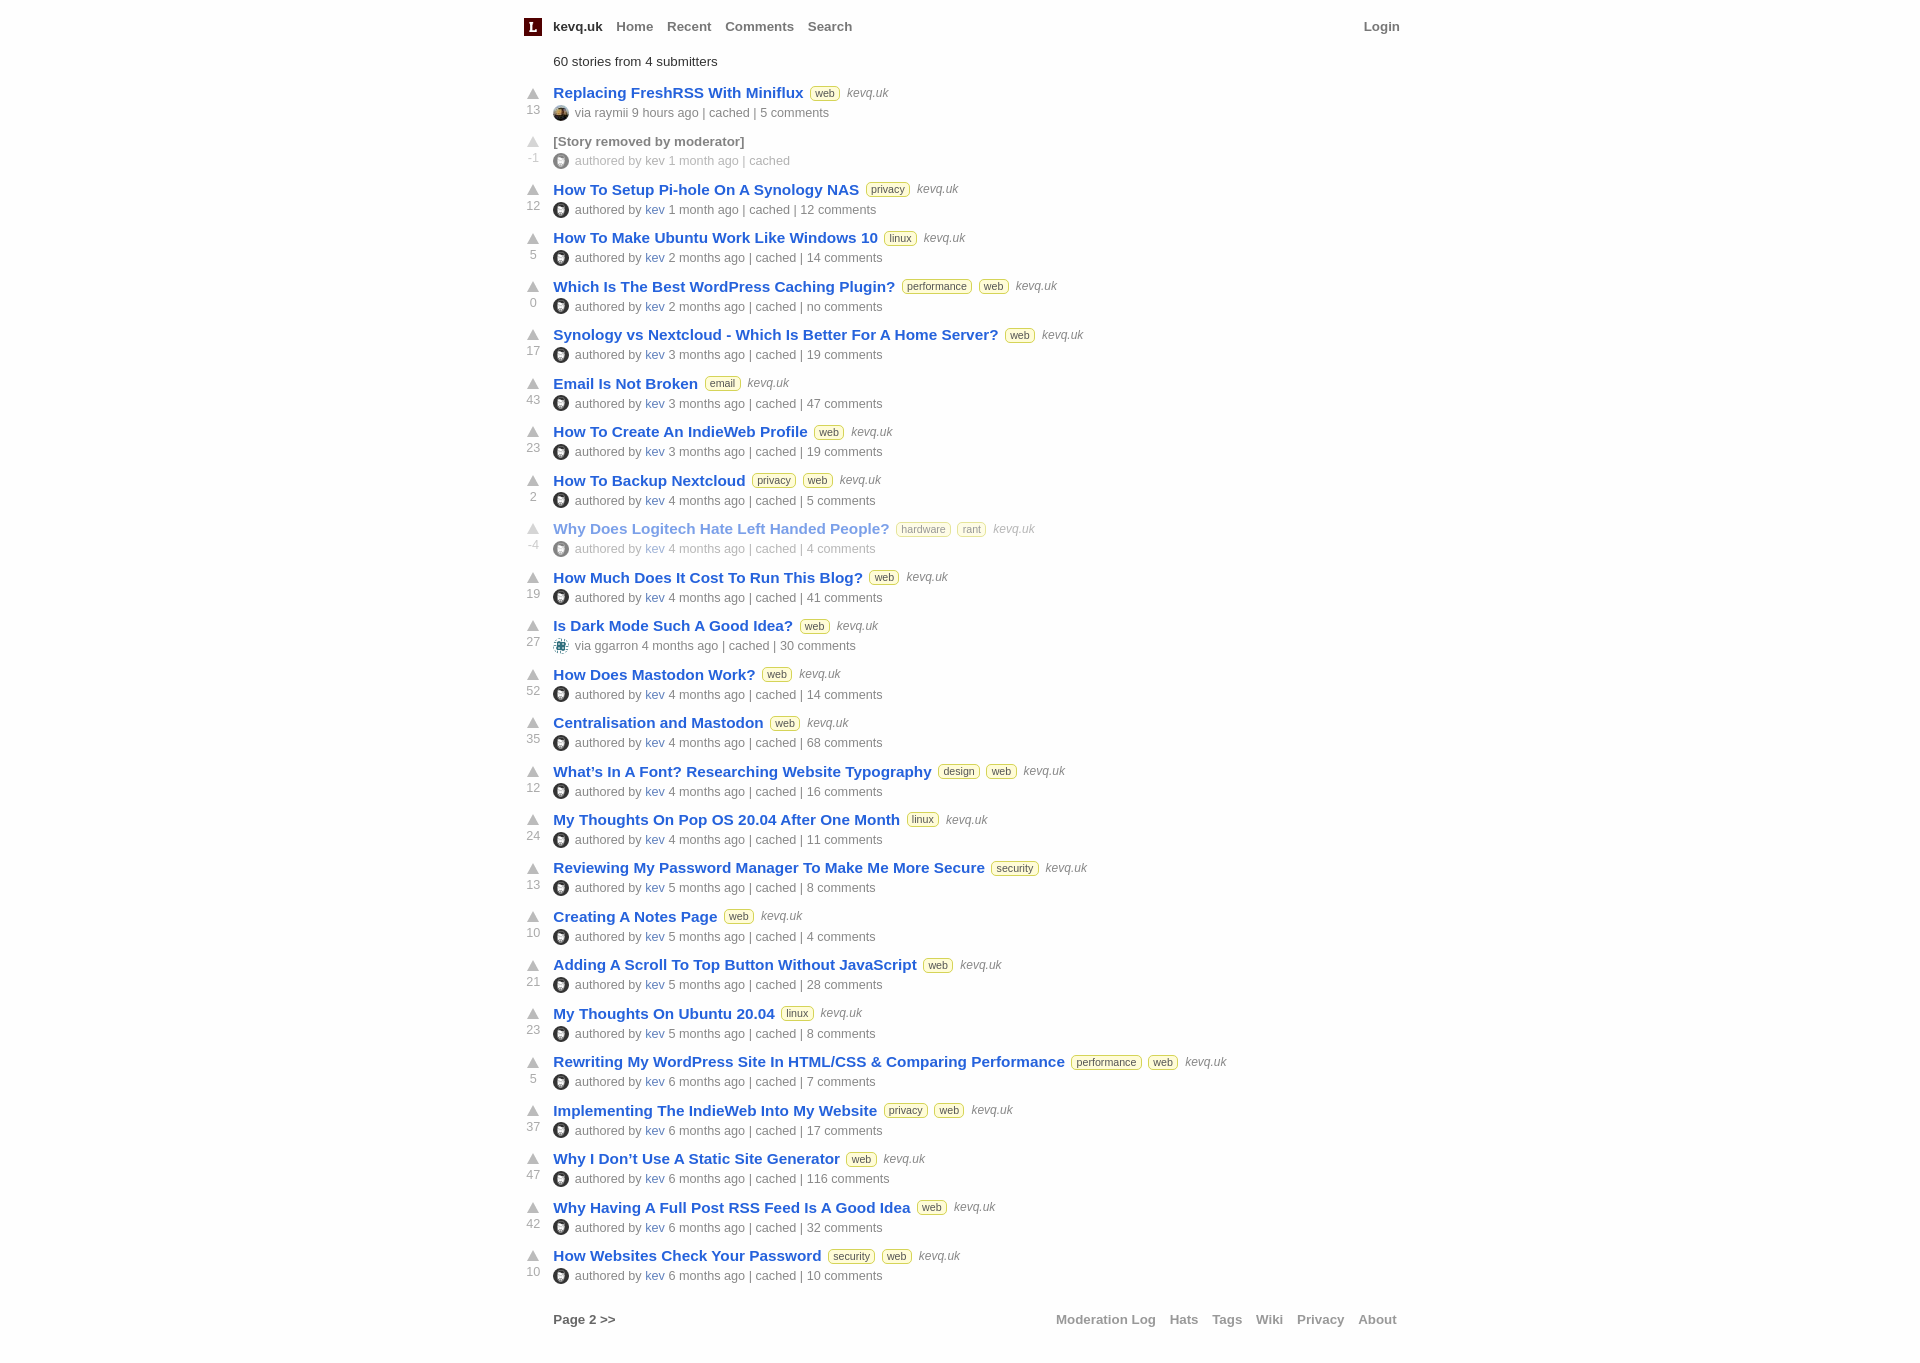 L kevq.uk Home Recent Comments Search Login
60 stories from 4 submitters
Replacing FreshRSS With Miniflux web kevq.uk
13
via raymii 9 hours ago | cached | 5 comments
[Story removed by moderator]
-1
authored by kev 1 month ago | cached
How To Setup Pi-hole On A Synology NAS privacy kevq.uk
12
authored by kev 1 month ago | cached | 12 comments
How To Make Ubuntu Work Like Windows 10 linux kevq.uk
5
authored by kev 2 months ago | cached | 14 comments
Which Is The Best WordPress Caching Plugin? performance web kevq.uk
0
authored by kev 2 months ago | cached | no comments
Synology vs Nextcloud - Which Is Better For A Home Server? web kevq.uk
17
authored by kev 3 months ago | cached | 19 comments
Email Is Not Broken email kevq.uk
43
authored by kev 3 months ago | cached | 47 comments
How To Create An IndieWeb Profile web kevq.uk
23
authored by kev 3 months ago | cached | 19 comments
How To Backup Nextcloud privacy web kevq.uk
2
authored by kev 4 months ago | cached | 5 comments
Why Does Logitech Hate Left Handed People? hardware rant kevq.uk
-4
authored by kev 4 months ago | cached | 4 comments
How Much Does It Cost To Run This Blog? web kevq.uk
19
authored by kev 4 months ago | cached | 41 comments
Is Dark Mode Such A Good Idea? web kevq.uk
27
via ggarron 4 months ago | cached | 30 comments
How Does Mastodon Work? web kevq.uk
52
authored by kev 4 months ago | cached | 14 comments
Centralisation and Mastodon web kevq.uk
35
authored by kev 4 months ago | cached | 68 comments
What’s In A Font? Researching Website Typography design web kevq.uk
12
authored by kev 4 months ago | cached | 16 comments
My Thoughts On Pop OS 20.04 After One Month linux kevq.uk
24
authored by kev 4 months ago | cached | 11 comments
Reviewing My Password Manager To Make Me More Secure security kevq.uk
13
authored by kev 5 months ago | cached | 8 comments
Creating A Notes Page web kevq.uk
10
authored by kev 5 months ago | cached | 4 comments
Adding A Scroll To Top Button Without JavaScript web kevq.uk
21
authored by kev 5 months ago | cached | 28 comments
My Thoughts On Ubuntu 20.04 linux kevq.uk
23
authored by kev 5 months ago | cached | 8 comments
Rewriting My WordPress Site In HTML/CSS & Comparing Performance performance web kevq.uk
5
authored by kev 6 months ago | cached | 7 comments
Implementing The IndieWeb Into My Website privacy web kevq.uk
37
authored by kev 6 months ago | cached | 17 comments
Why I Don’t Use A Static Site Generator web kevq.uk
47
authored by kev 6 months ago | cached | 116 comments
Why Having A Full Post RSS Feed Is A Good Idea web kevq.uk
42
authored by kev 6 months ago | cached | 32 comments
How Websites Check Your Password security web kevq.uk
10
authored by kev 6 months ago | cached | 10 comments
Page 2 >> Moderation Log Hats Tags Wiki Privacy About